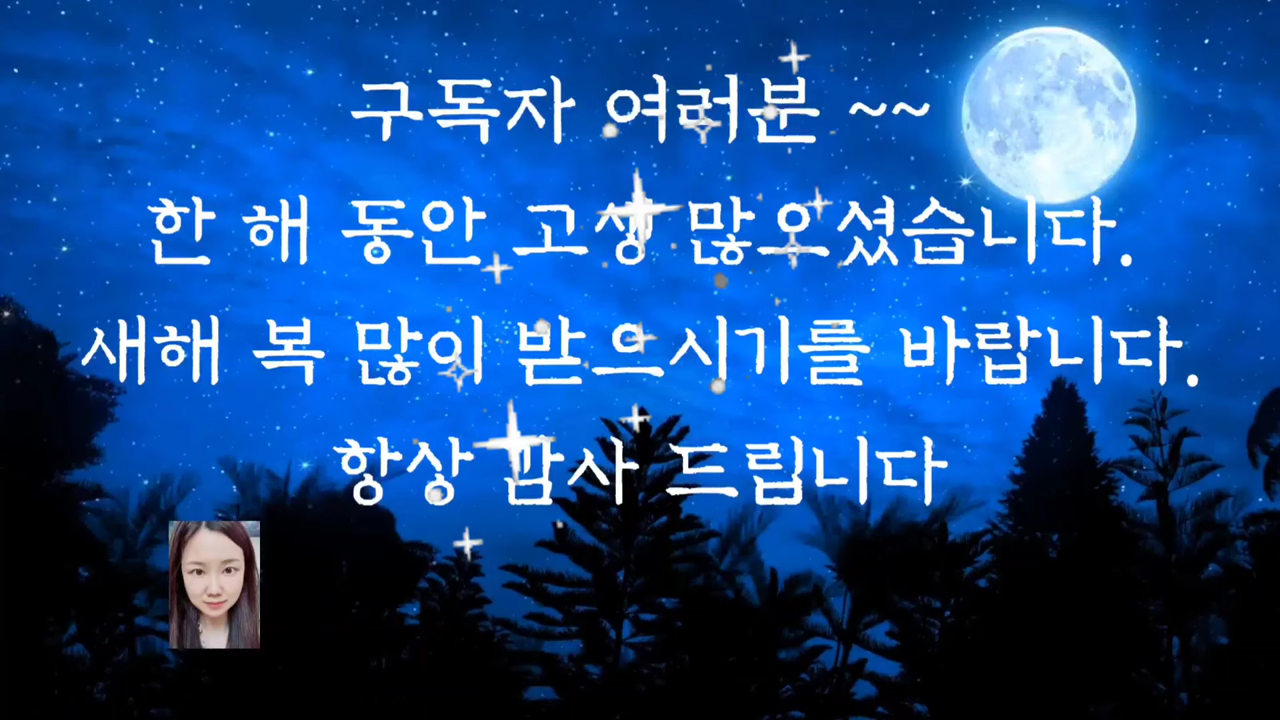 구독자 여러분 ~~
한 해 동안 고생 많으셨습니다.
새해 복 많이 받으시기를 바랍니다.
항상 감사 드립니다